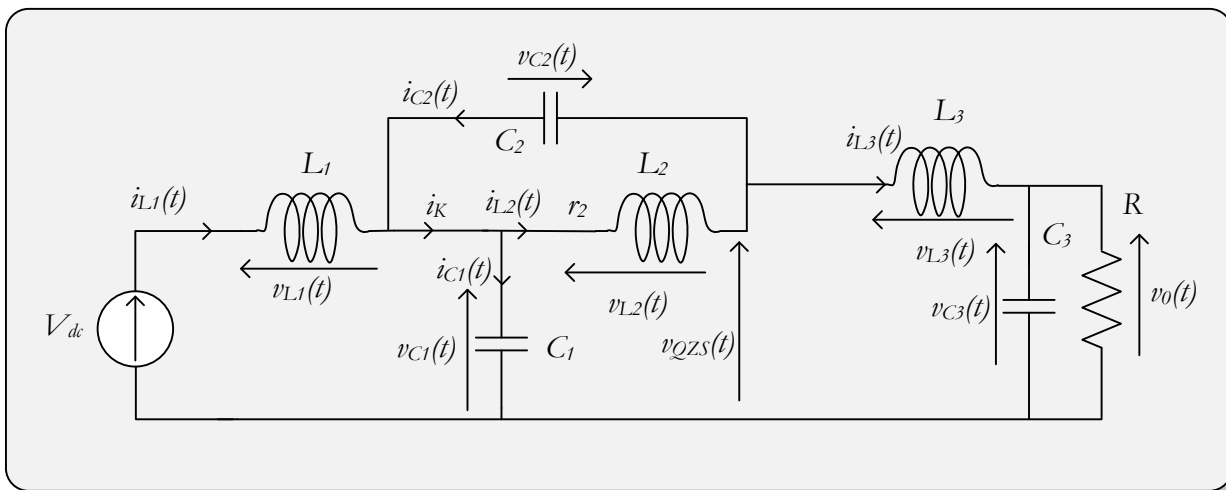 vC2(t)
iC2(t)
C2
L3
iL3(t)
L1
L2
iL1(t)
iK
iL2(t)
r2
R
C3
vL3(t)
iC1(t)
vL1(t)
vL2(t)
Vdc
vC1(t)
C1
vQZS(t)
vC3(t)
v0(t)